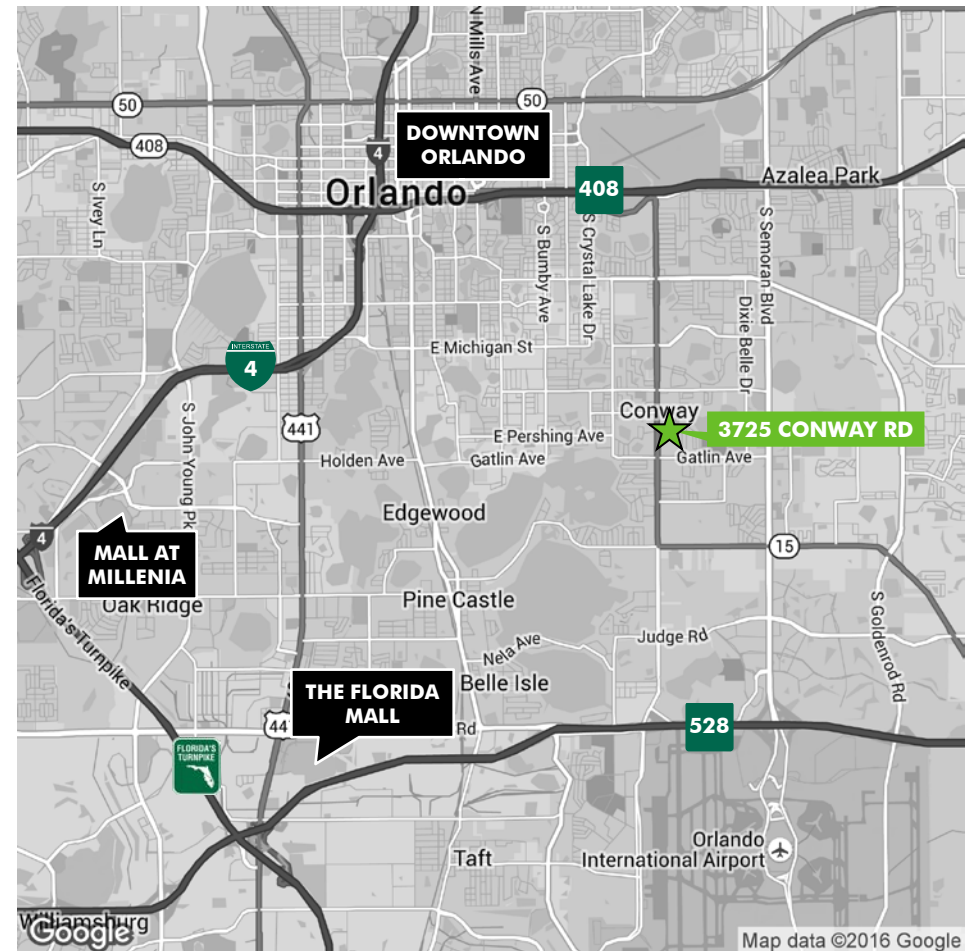 N Mills Ave
50
50
DOWNTOWN
ORLANDO
408
4
Orlando
408
Azalea Park
S Ivey Ln
S Bumby Ave
S Crystal Lake Dr
S Semoran Blvd
Dixie Belle Dr
E Michigan St
INTERSTATE
4
S John Young Pk
441
Conway
3725 CONWAY RD
E Pershing Ave
Holden Ave
Gatlin Ave
Gatlin Ave
Edgewood
4
MALL AT
MILLENIA
15
Oak Ridge
Pine Castle
Florida's Turnpike
Nela Ave
Judge Rd
S Goldenrod Rd
Belle Isle
THE FLORIDA
MALL
44
Rd
528
FLORIDA'S
TURNPIKE
Taft
Orlando
International Airport
Williamsburg
Google
Map data ©2016 Google